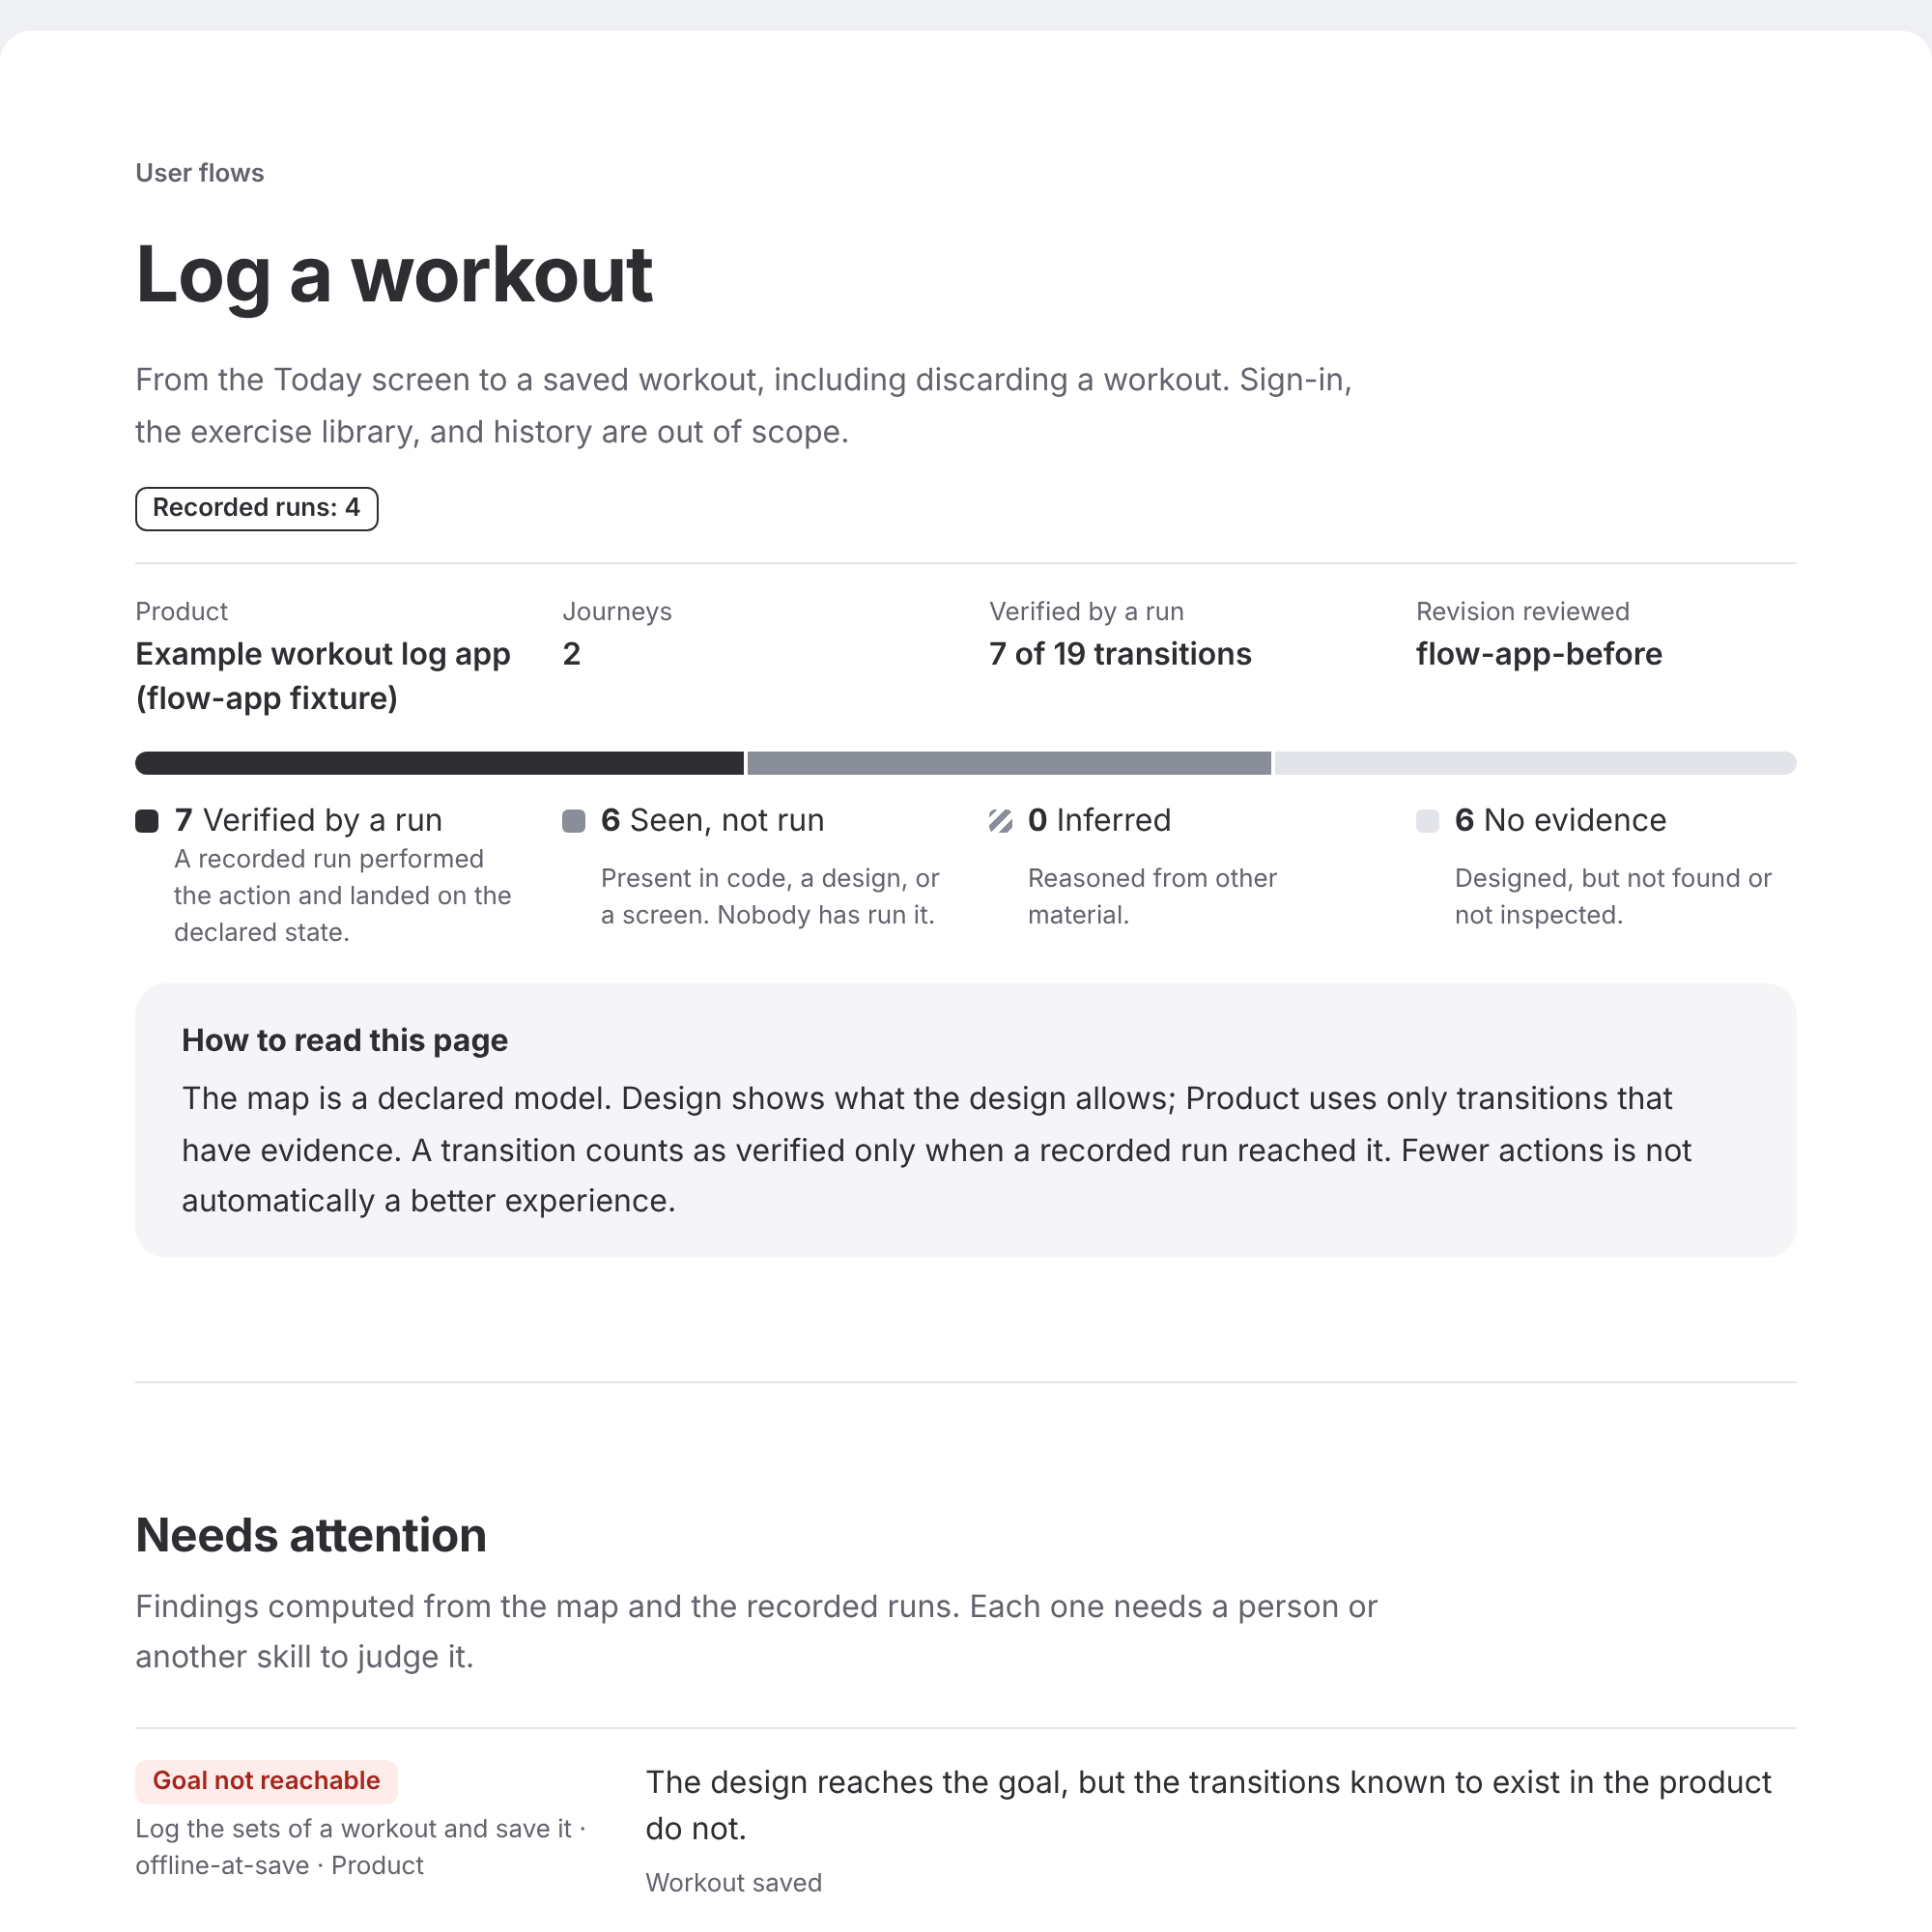 User flows
Log a workout
From the Today screen to a saved workout, including discarding a workout. Sign-in,
the exercise library, and history are out of scope.
Recorded runs: 4
Product
Example workout log app
(flow-app fixture)
Journeys
2
Verified by a run
7 of 19 transitions
Revision reviewed
flow-app-before
7 Verified by a run
A recorded run performed
the action and landed on the
declared state.
6 Seen, not run
Present in code, a design, or
a screen. Nobody has run it.
0 Inferred
Reasoned from other
material.
6 No evidence
Designed, but not found or
not inspected.
How to read this page
The map is a declared model. Design shows what the design allows; Product uses only transitions that
have evidence. A transition counts as verified only when a recorded run reached it. Fewer actions is not
automatically a better experience.
Needs attention
Findings computed from the map and the recorded runs. Each one needs a person or
another skill to judge it.
Goal not reachable
Log the sets of a workout and save it ·
offline-at-save · Product
The design reaches the goal, but the transitions known to exist in the product
do not.
Workout saved